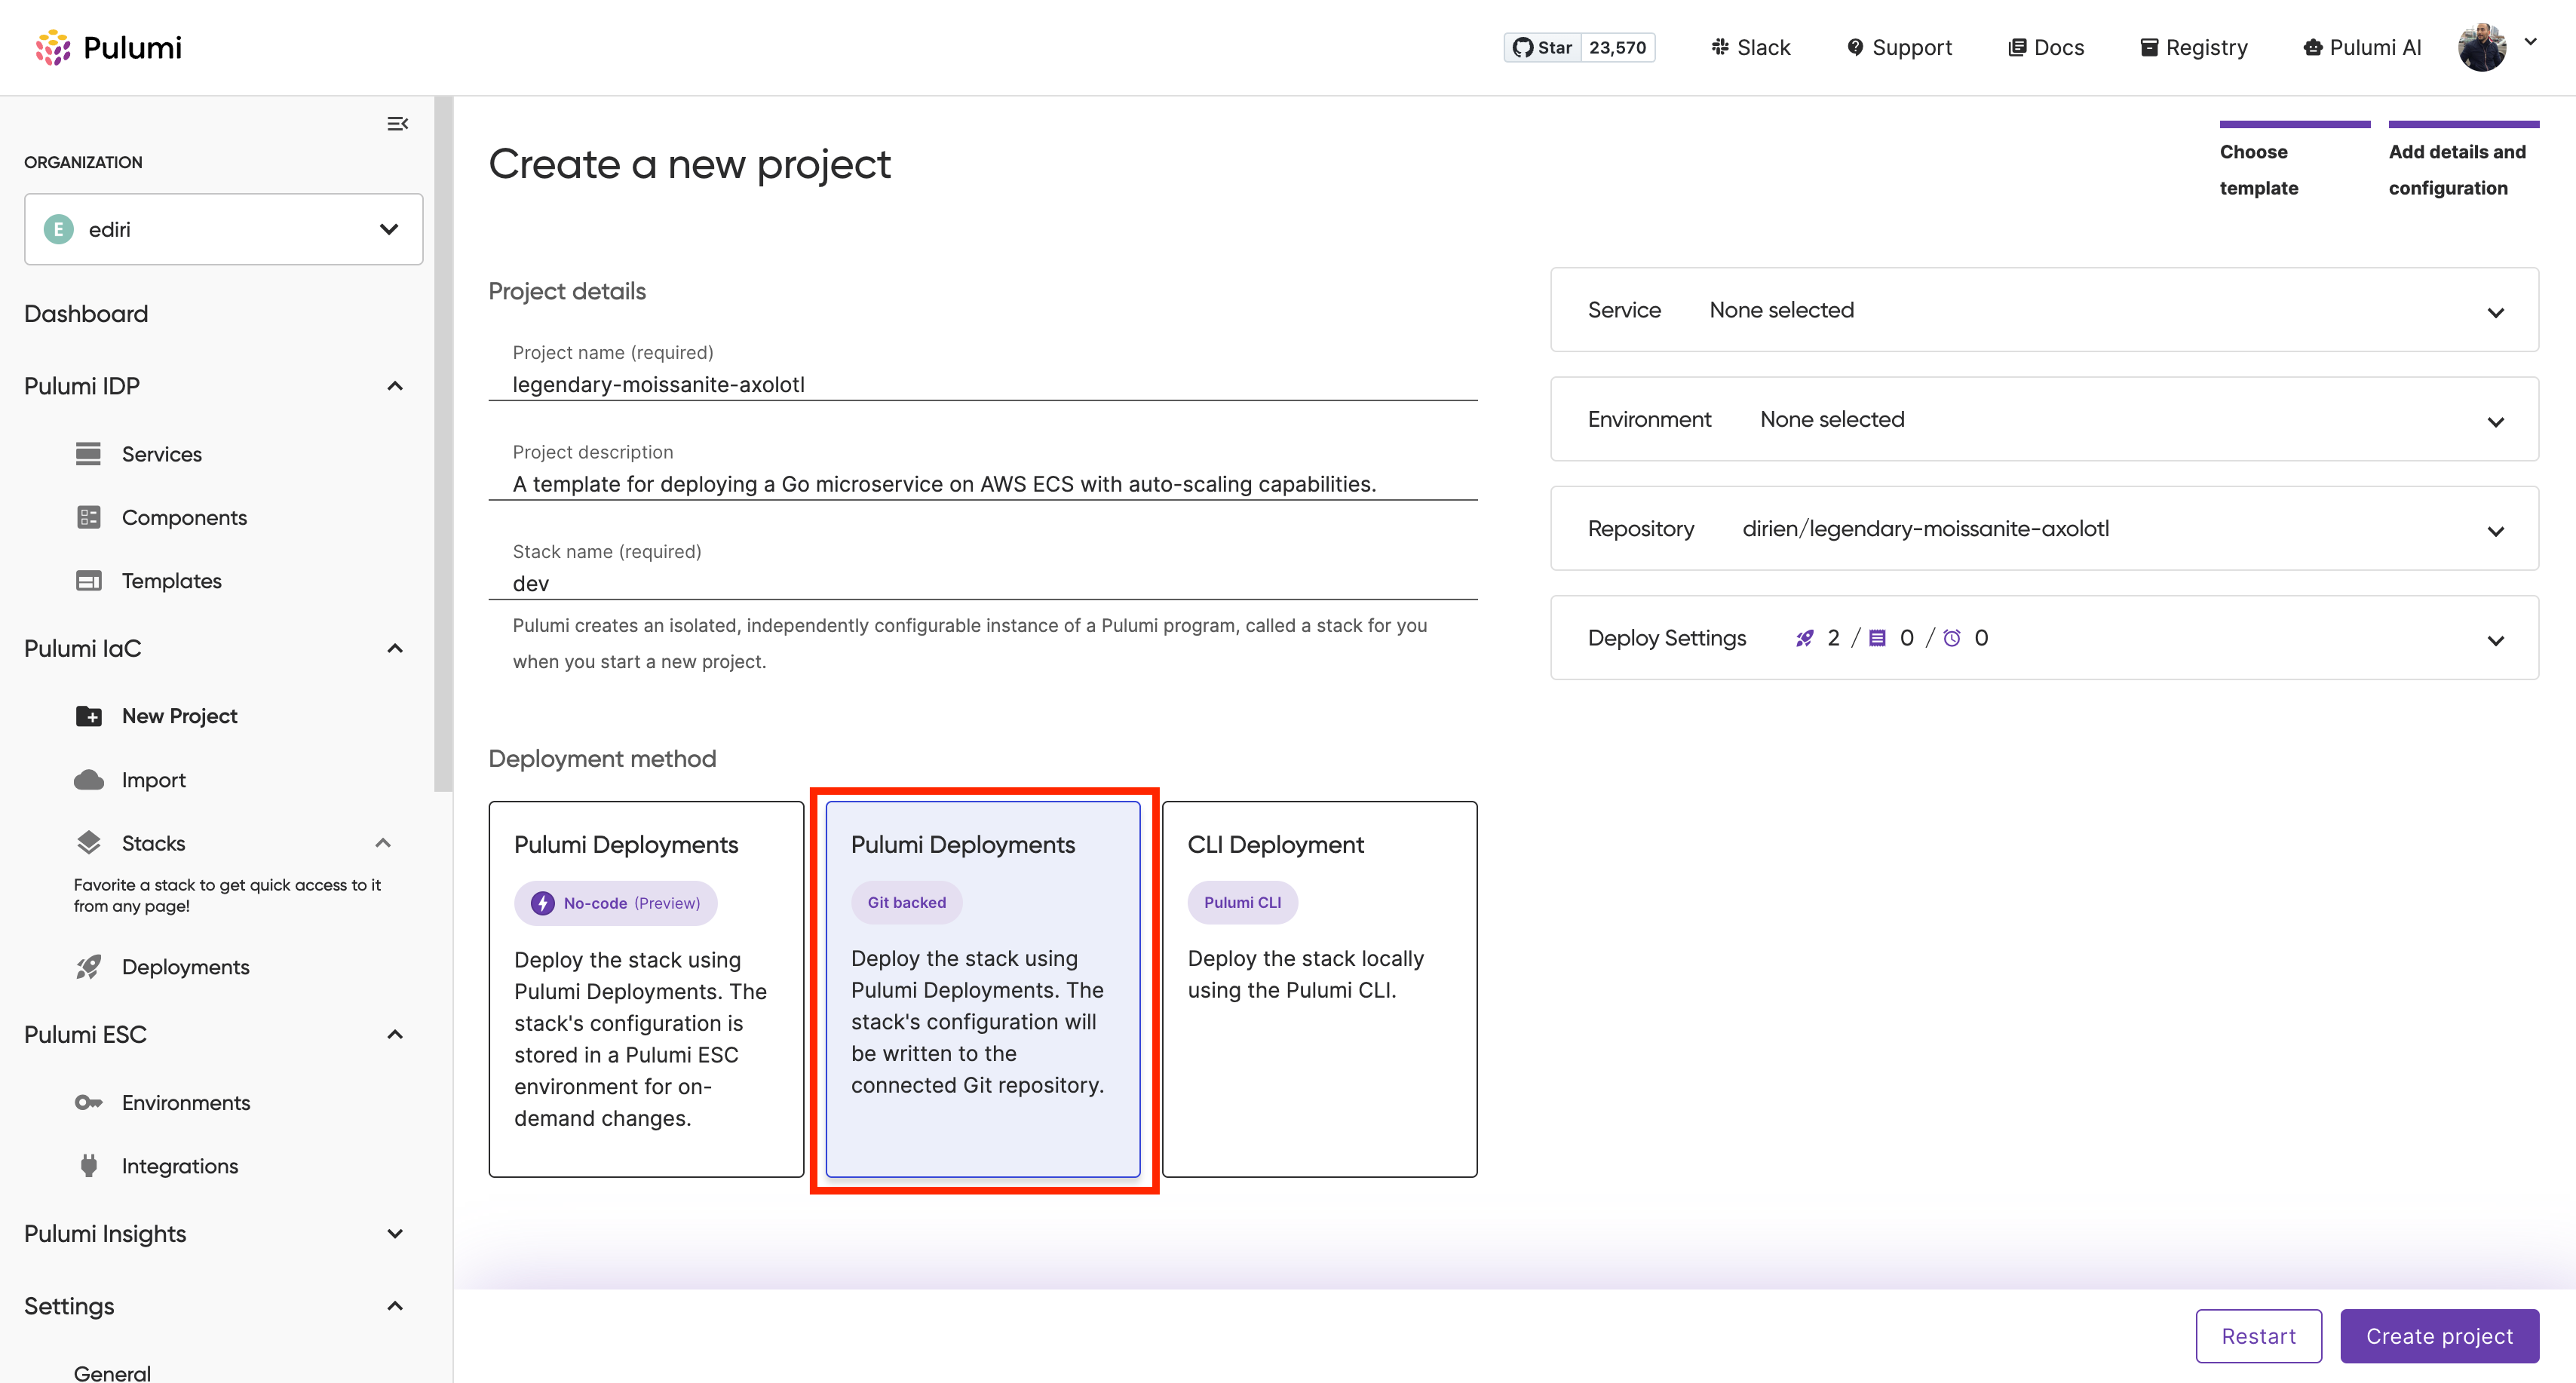 Pulumi
Star 23,570
Slack
Support
Docs
Registry
Pulumi AI
ORGANIZATION
E ediri
Dashboard
Pulumi IDP
Services
Components
Templates
Pulumi IaC
New Project
Import
Stacks
Favorite a stack to get quick access to it
from any page!
Deployments
Pulumi ESC
Environments
Integrations
Pulumi Insights
Settings
General
Create a new project
Choose
template
Add details and
configuration
Project details
Project name (required)
legendary-moissanite-axolotl
Project description
A template for deploying a Go microservice on AWS ECS with auto-scaling capabilities.
Stack name (required)
dev
Pulumi creates an isolated, independently configurable instance of a Pulumi program, called a stack for you
when you start a new project.
Service None selected
Environment None selected
Repository dirien/legendary-moissanite-axolotl
Deploy Settings 2 / 0 / 0
Deployment method
Pulumi Deployments
No-code (Preview)
Deploy the stack using
Pulumi Deployments. The
stack's configuration is
stored in a Pulumi ESC
environment for on-
demand changes.
Pulumi Deployments
Git backed
Deploy the stack using
Pulumi Deployments. The
stack's configuration will
be written to the
connected Git repository.
CLI Deployment
Pulumi CLI
Deploy the stack locally
using the Pulumi CLI.
Restart
Create project